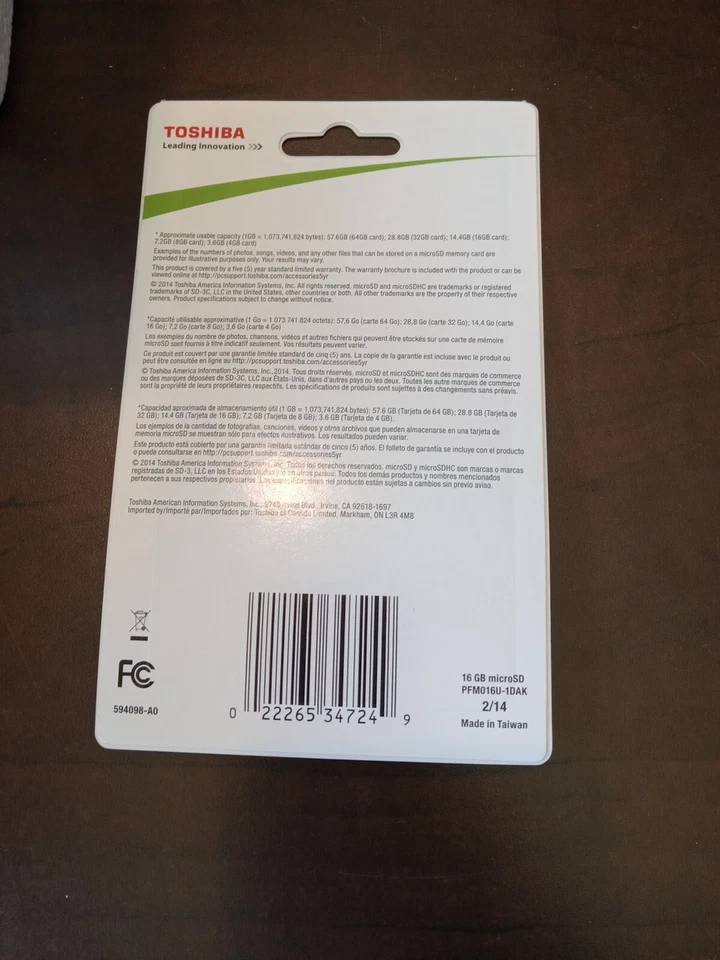 TOSHIBA
Leading Innovation >>>
* Approximate usable capacity (1GB = 1,073,741,824 bytes): 57.6GB (64GB card); 28.8GB (32GB card); 14.4GB (16GB card);
7.2GB (8GB card); 3.6GB (4GB card)
Examples of the numbers of photos, songs, videos, and any other files that can be stored on a microSD memory card are
provided for illustrative purposes only. Your results may vary.
This product is covered by a five (5) year standard limited warranty. The warranty brochure is included with the product or can be
viewed online at http://pcsupport.toshiba.com/accessories5yr
© 2014 Toshiba America Information Systems, Inc. All rights reserved. microSD and microSDHC are trademarks or registered
trademarks of SD-3C, LLC in the United States, other countries or both. All other trademarks are the property of their respective
owners. Product specifications subject to change without notice.
*Capacité utilisable approximative (1 Go = 1 073 741 824 octets): 57,6 Go (carte 64 Go); 28,8 Go (carte 32 Go); 14,4 Go (carte
16 Go); 7,2 Go (carte 8 Go); 3,6 Go (carte 4 Go)
Les exemples du nombre de photos, chansons, vidéos et autres fichiers qui peuvent être stockés sur une carte de mémoire
microSD sont fournis à titre indicatif seulement. Vos résultats peuvent varier.
Ce produit est couvert par une garantie limitée standard de cinq (5) ans. La copie de la garantie est incluse avec le produit ou
peut être consultée en ligne au http://pcsupport.toshiba.com/accessories5yr
© Toshiba America Information Systems, Inc.,2014. Tous droits réservés. microSD et microSDHC sont des marques de commerce
ou des marques déposées de SD-3C, LLC aux États-Unis, dans d'autres pays ou les deux. Toutes les autres marques de commerce
sont la propriété de leurs propriétaires respectifs. Les spécifications de produits sont sujettes à des changements sans préavis.
*Capacidad aproximada de almacenamiento útil (1 GB = 1,073,741,824 bytes): 57.6 GB (Tarjeta de 64 GB); 28.8 GB (Tarjeta de
32 GB); 14.4 GB (Tarjeta de 16 GB); 7.2 GB (Tarjeta de 8 GB); 3.6 GB (Tarjeta de 4 GB).
Los ejemplos de la cantidad de fotografías, canciones, videos y otros archivos que pueden almacenarse en una tarjeta de
memoria microSD se muestran sólo para efectos ilustrativos. Los resultados pueden variar.
Este producto está cubierto por una garantía limitada estándar de cinco (5) años. El folleto de garantía se incluye con el producto
o puede consultarse en http://pcsupport.toshiba.com/accessories5yr
© 2014 Toshiba America Information Systems, Inc. Todos los derechos reservados. microSD y microSDHC son marcas o marcas
registradas de SD-3, LLC en los Estados Unidos y/o en otros países. Todos los demás productos y nombres mencionados
pertenecen a sus respectivos propietarios. Las especificaciones del producto están sujetas a cambios sin previo aviso.
Toshiba American Information Systems, Inc., 9740 Irvine Blvd., Irvine, CA 92618-1697
Imported by/Importé par/Importados por: Toshiba of Canada Limited, Markham, ON L3R 4M8
FC
594098-A0
0 22265 34724 9
16 GB microSD
PFM016U-1DAK
2/14
Made in Taiwan